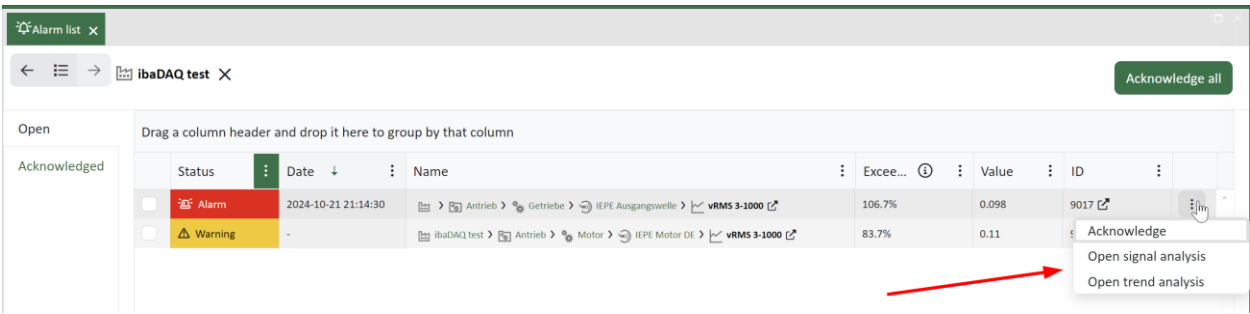 Alarm list
ibaDAQ test
Acknowledge all
Open
Acknowledged
Drag a column header and drop it here to group by that column
Status Date Name Excee... Value ID
Alarm 2024-10-21 21:14:30 Antrieb Getriebe IEPE Ausgangswelle vRMS 3-1000 106.7% 0.098 9017
Warning - ibaDAQ test Antrieb Motor IEPE Motor DE vRMS 3-1000 83.7% 0.11
Acknowledge
Open signal analysis
Open trend analysis